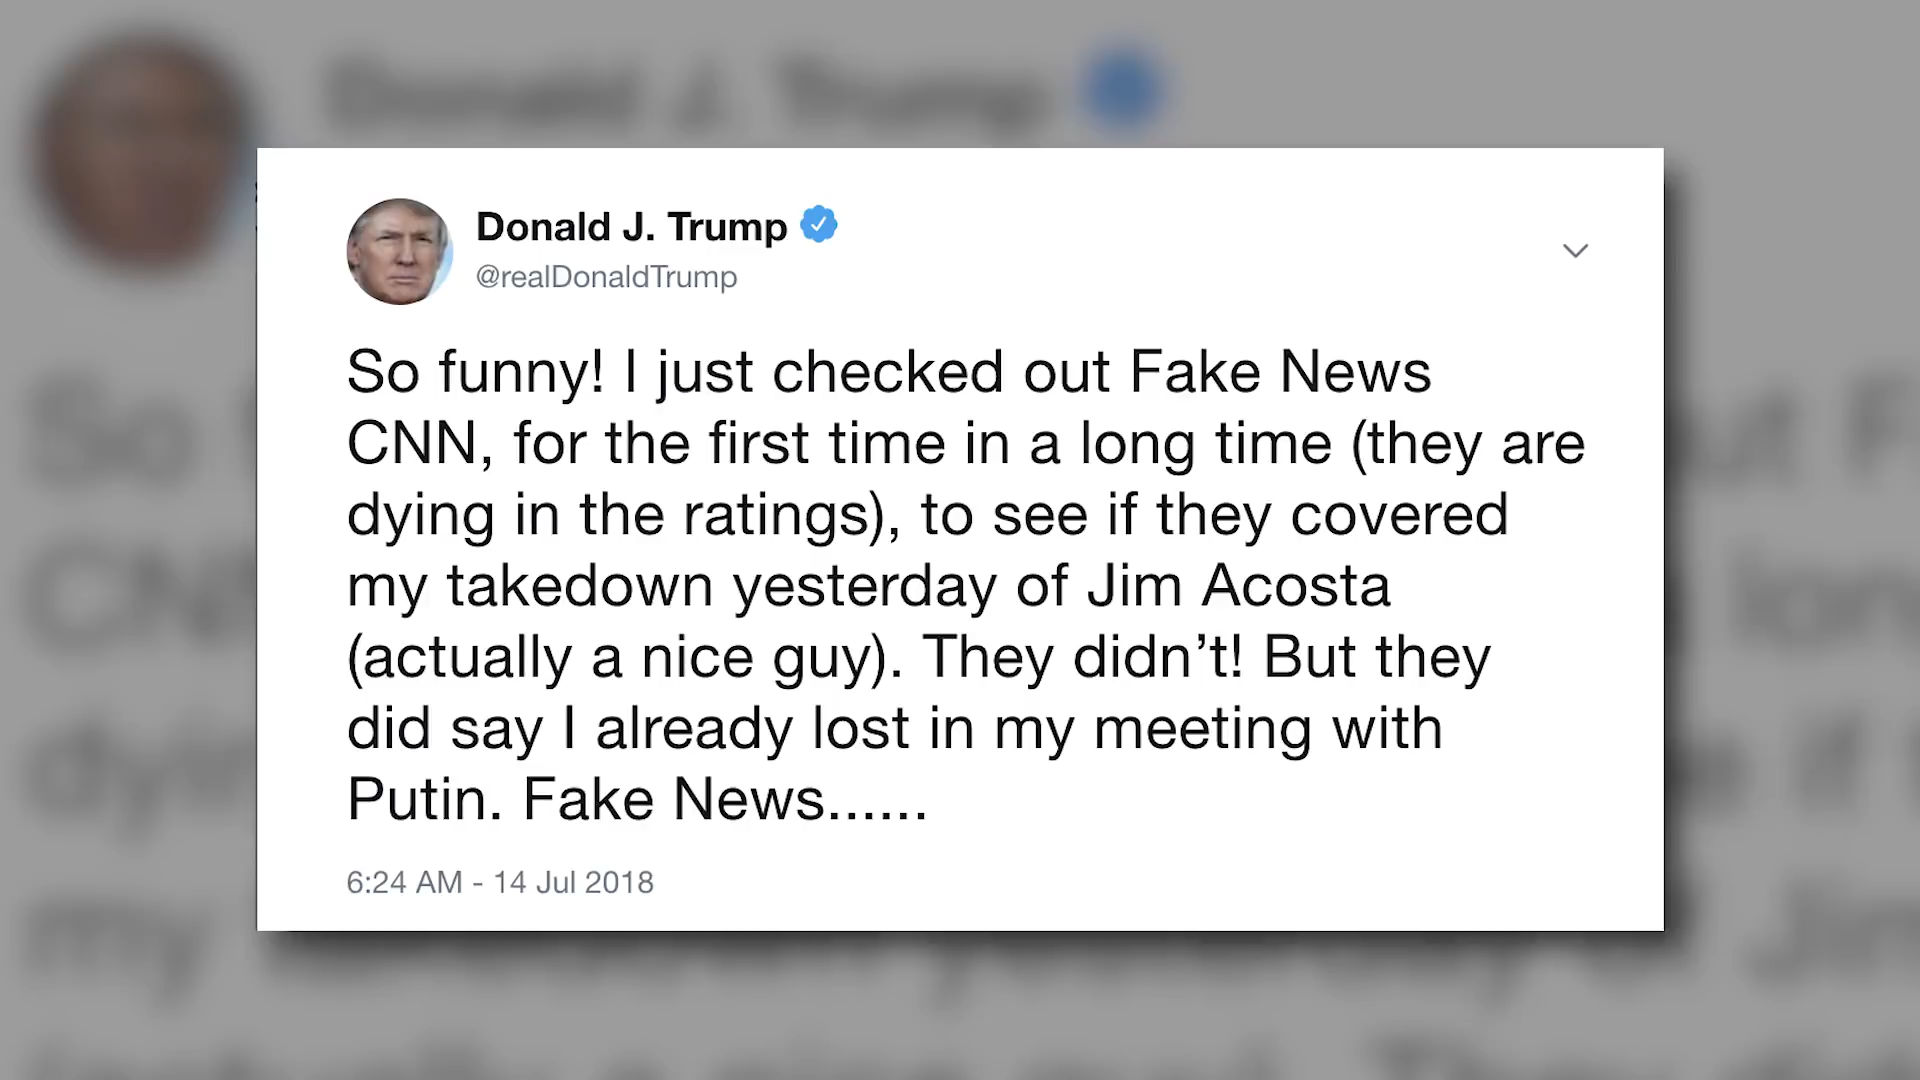 Donald J. Trump
@realDonaldTrump
So funny! I just checked out Fake News
CNN, for the first time in a long time (they are
dying in the ratings), to see if they covered
my takedown yesterday of Jim Acosta
(actually a nice guy). They didn’t! But they
did say I already lost in my meeting with
Putin. Fake News......
6:24 AM - 14 Jul 2018